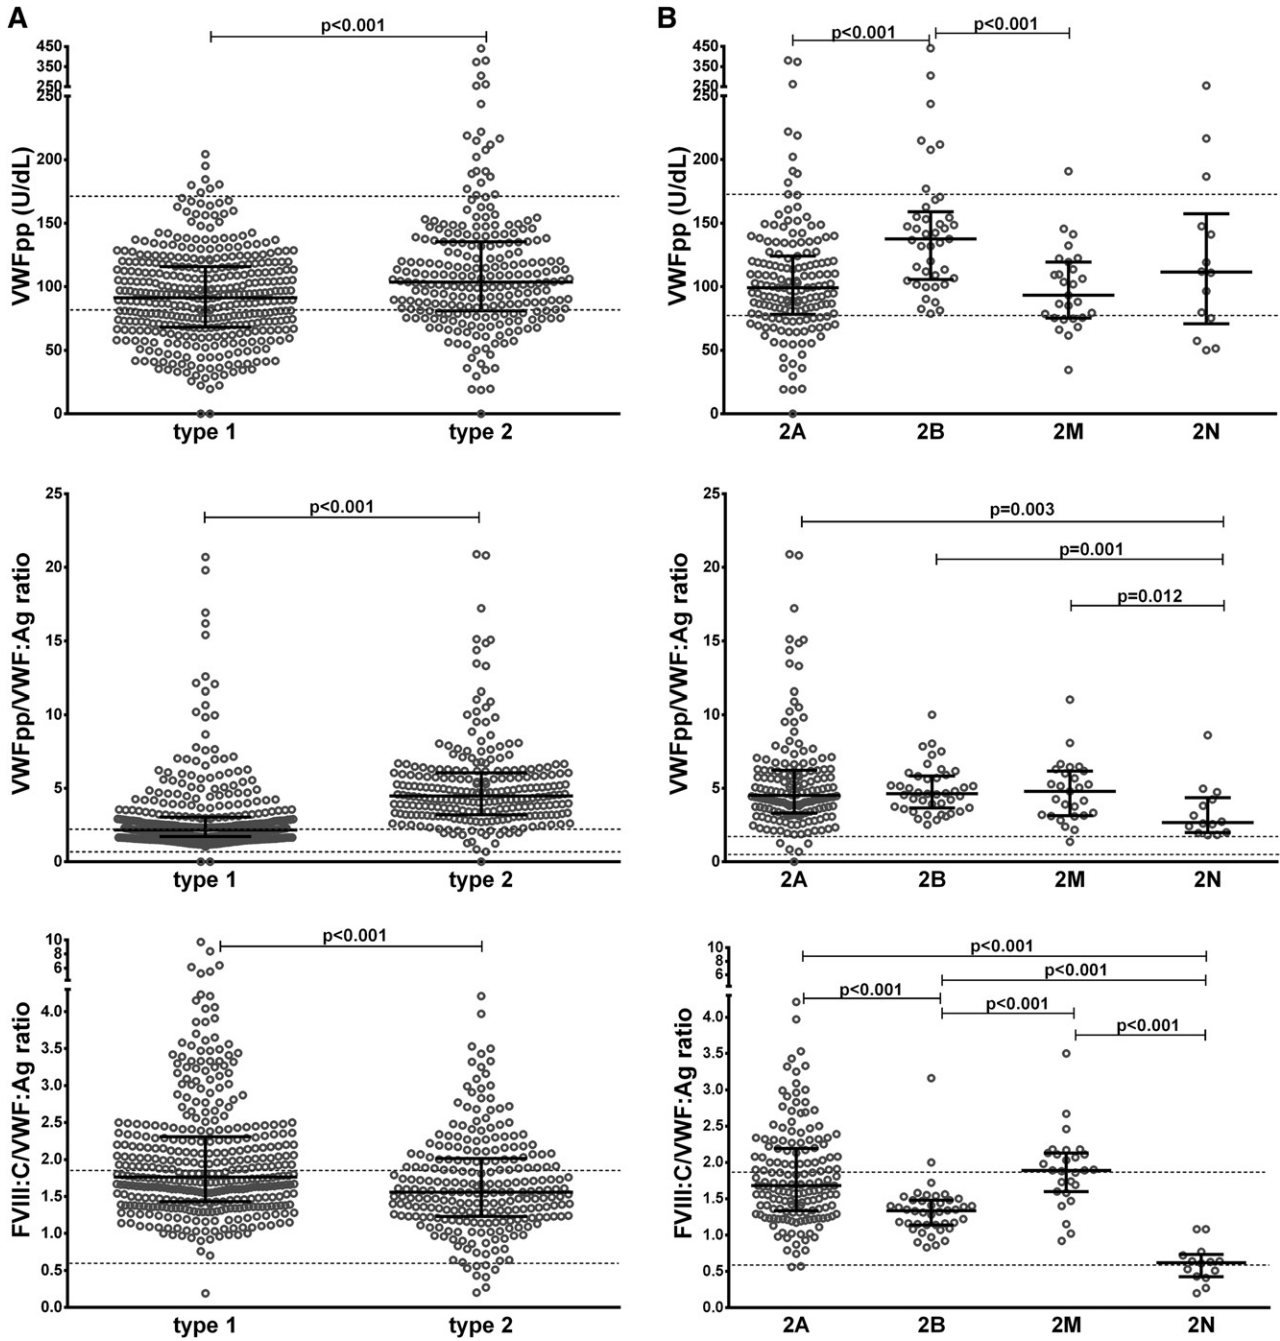 A
p<0.001
450
350
250
250
200
150
100
50
0
VWFpp (U/dL)
type 1
type 2
B
p<0.001
p<0.001
450
350
250
250
200
150
100
50
0
VWFpp (U/dL)
2A
2B
2M
2N
p<0.001
25
20
15
10
5
0
VWFpp/VWF:Ag ratio
type 1
type 2
p=0.003
p=0.001
p=0.012
25
20
15
10
5
0
VWFpp/VWF:Ag ratio
2A
2B
2M
2N
p<0.001
10
8
6
4.0
3.5
3.0
2.5
2.0
1.5
1.0
0.5
0.0
FVIII:C/VWF:Ag ratio
type 1
type 2
p<0.001
p<0.001
p<0.001
p<0.001
p<0.001
10
8
6
4.0
3.5
3.0
2.5
2.0
1.5
1.0
0.5
0.0
FVIII:C/VWF:Ag ratio
2A
2B
2M
2N